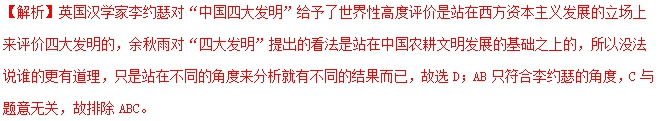 【解析】英国汉学家李约瑟对“中国四大发明”给予了世界性高度评价是站在西方资本主义发展的立场上
来评价四大发明的，余秋雨对“四大发明”提出的看法是站在中国农耕文明发展的基础之上的，所以没法
说谁的更有道理，只是站在不同的角度来分析就有不同的结果而已，故选 D；AB 只符合李约瑟的角度，C 与
题意无关，故排除 ABC。